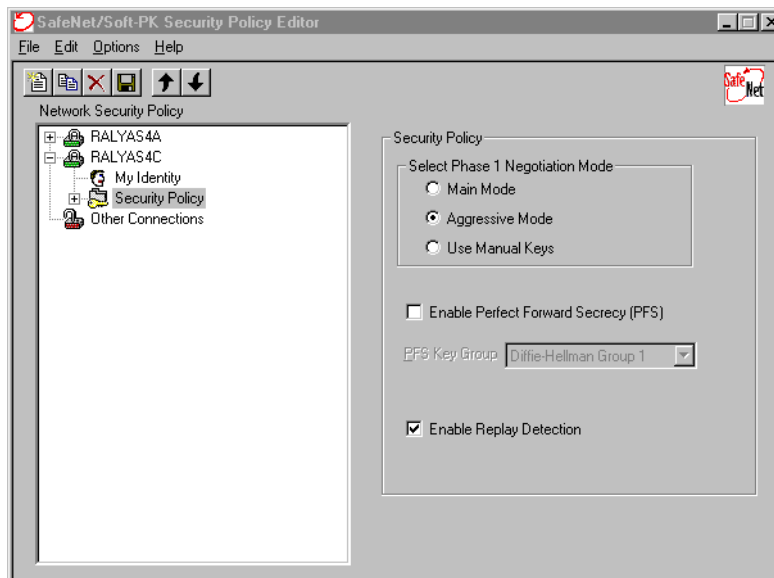 SafeNet/Soft-PK Security Policy Editor
File Edit Options Help
Safe Net
Network Security Policy
RALYAS4A
RALYAS4C
My Identity
Security Policy
Other Connections
Security Policy
Select Phase 1 Negotiation Mode
Main Mode
Aggressive Mode
Use Manual Keys
Enable Perfect Forward Secrecy (PFS)
PFS Key Group Diffie-Hellman Group 1
Enable Replay Detection